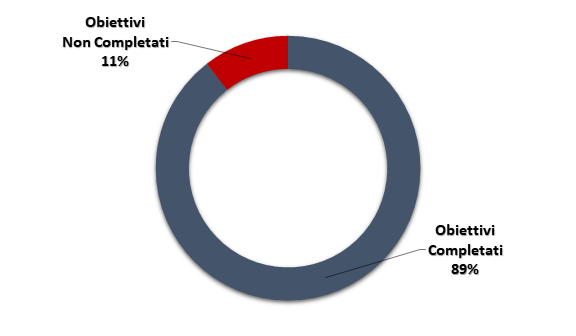 Obiettivi
Non Completati
11%
Obiettivi
Completati
89%